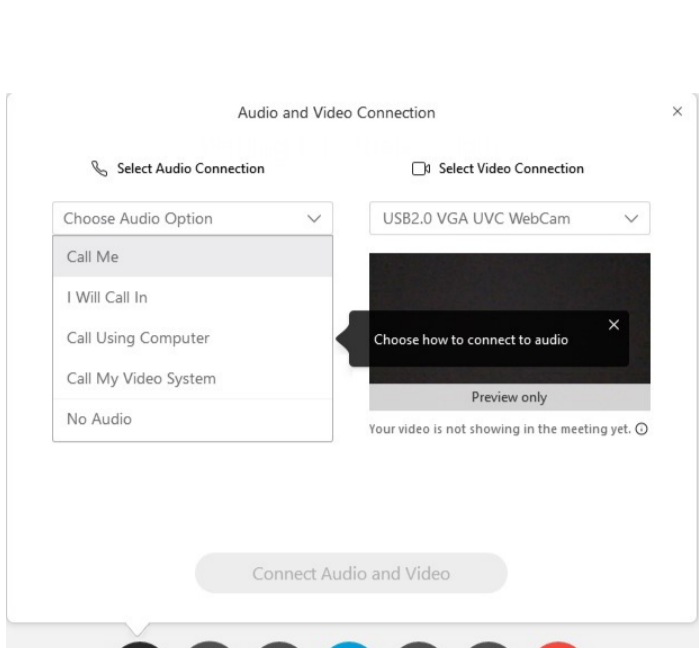 Audio and Video Connection
Select Audio Connection
Select Video Connection
Choose Audio Option
USB2.0 VGA UVC WebCam
Call Me
I Will Call In
Call Using Computer
Choose how to connect to audio
Call My Video System
Preview only
No Audio
Your video is not showing in the meeting yet.
Connect Audio and Video